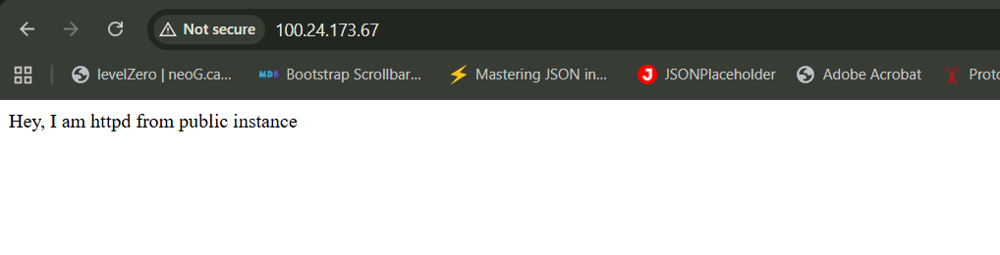 Not secure 100.24.173.67
levelZero | neoG.ca... MDB Bootstrap Scrollbar... Mastering JSON in... J JSONPlaceholder Adobe Acrobat Proto
Hey, I am httpd from public instance